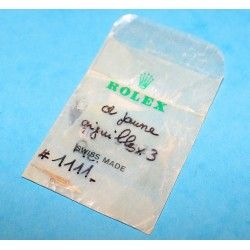 ROLEX
d jaune
aiguilles x 3
SWISS MADE
# 1111.-